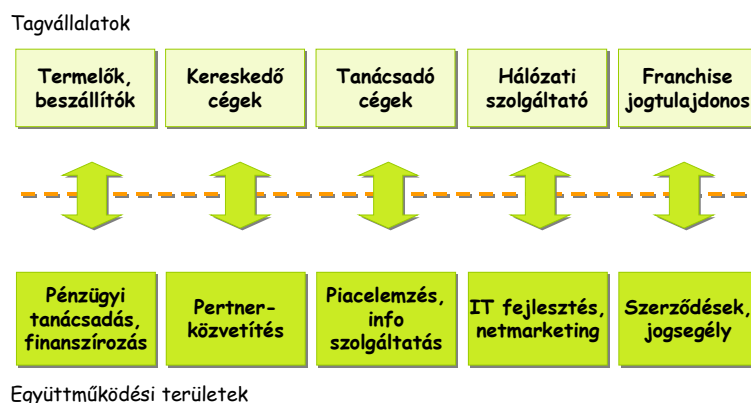 Tagvállalatok
Termelők,
beszállítók
Kereskedő
cégek
Tanácsadó
cégek
Hálózati
szolgáltató
Franchise
jogtulajdonos
Pénzügyi
tanácsadás,
finanszírozás
Pertner-
közvetítés
Piacelemzés,
info
szolgáltatás
IT fejlesztés,
netmarketing
Szerződések,
jogsegély
Együttműködési területek